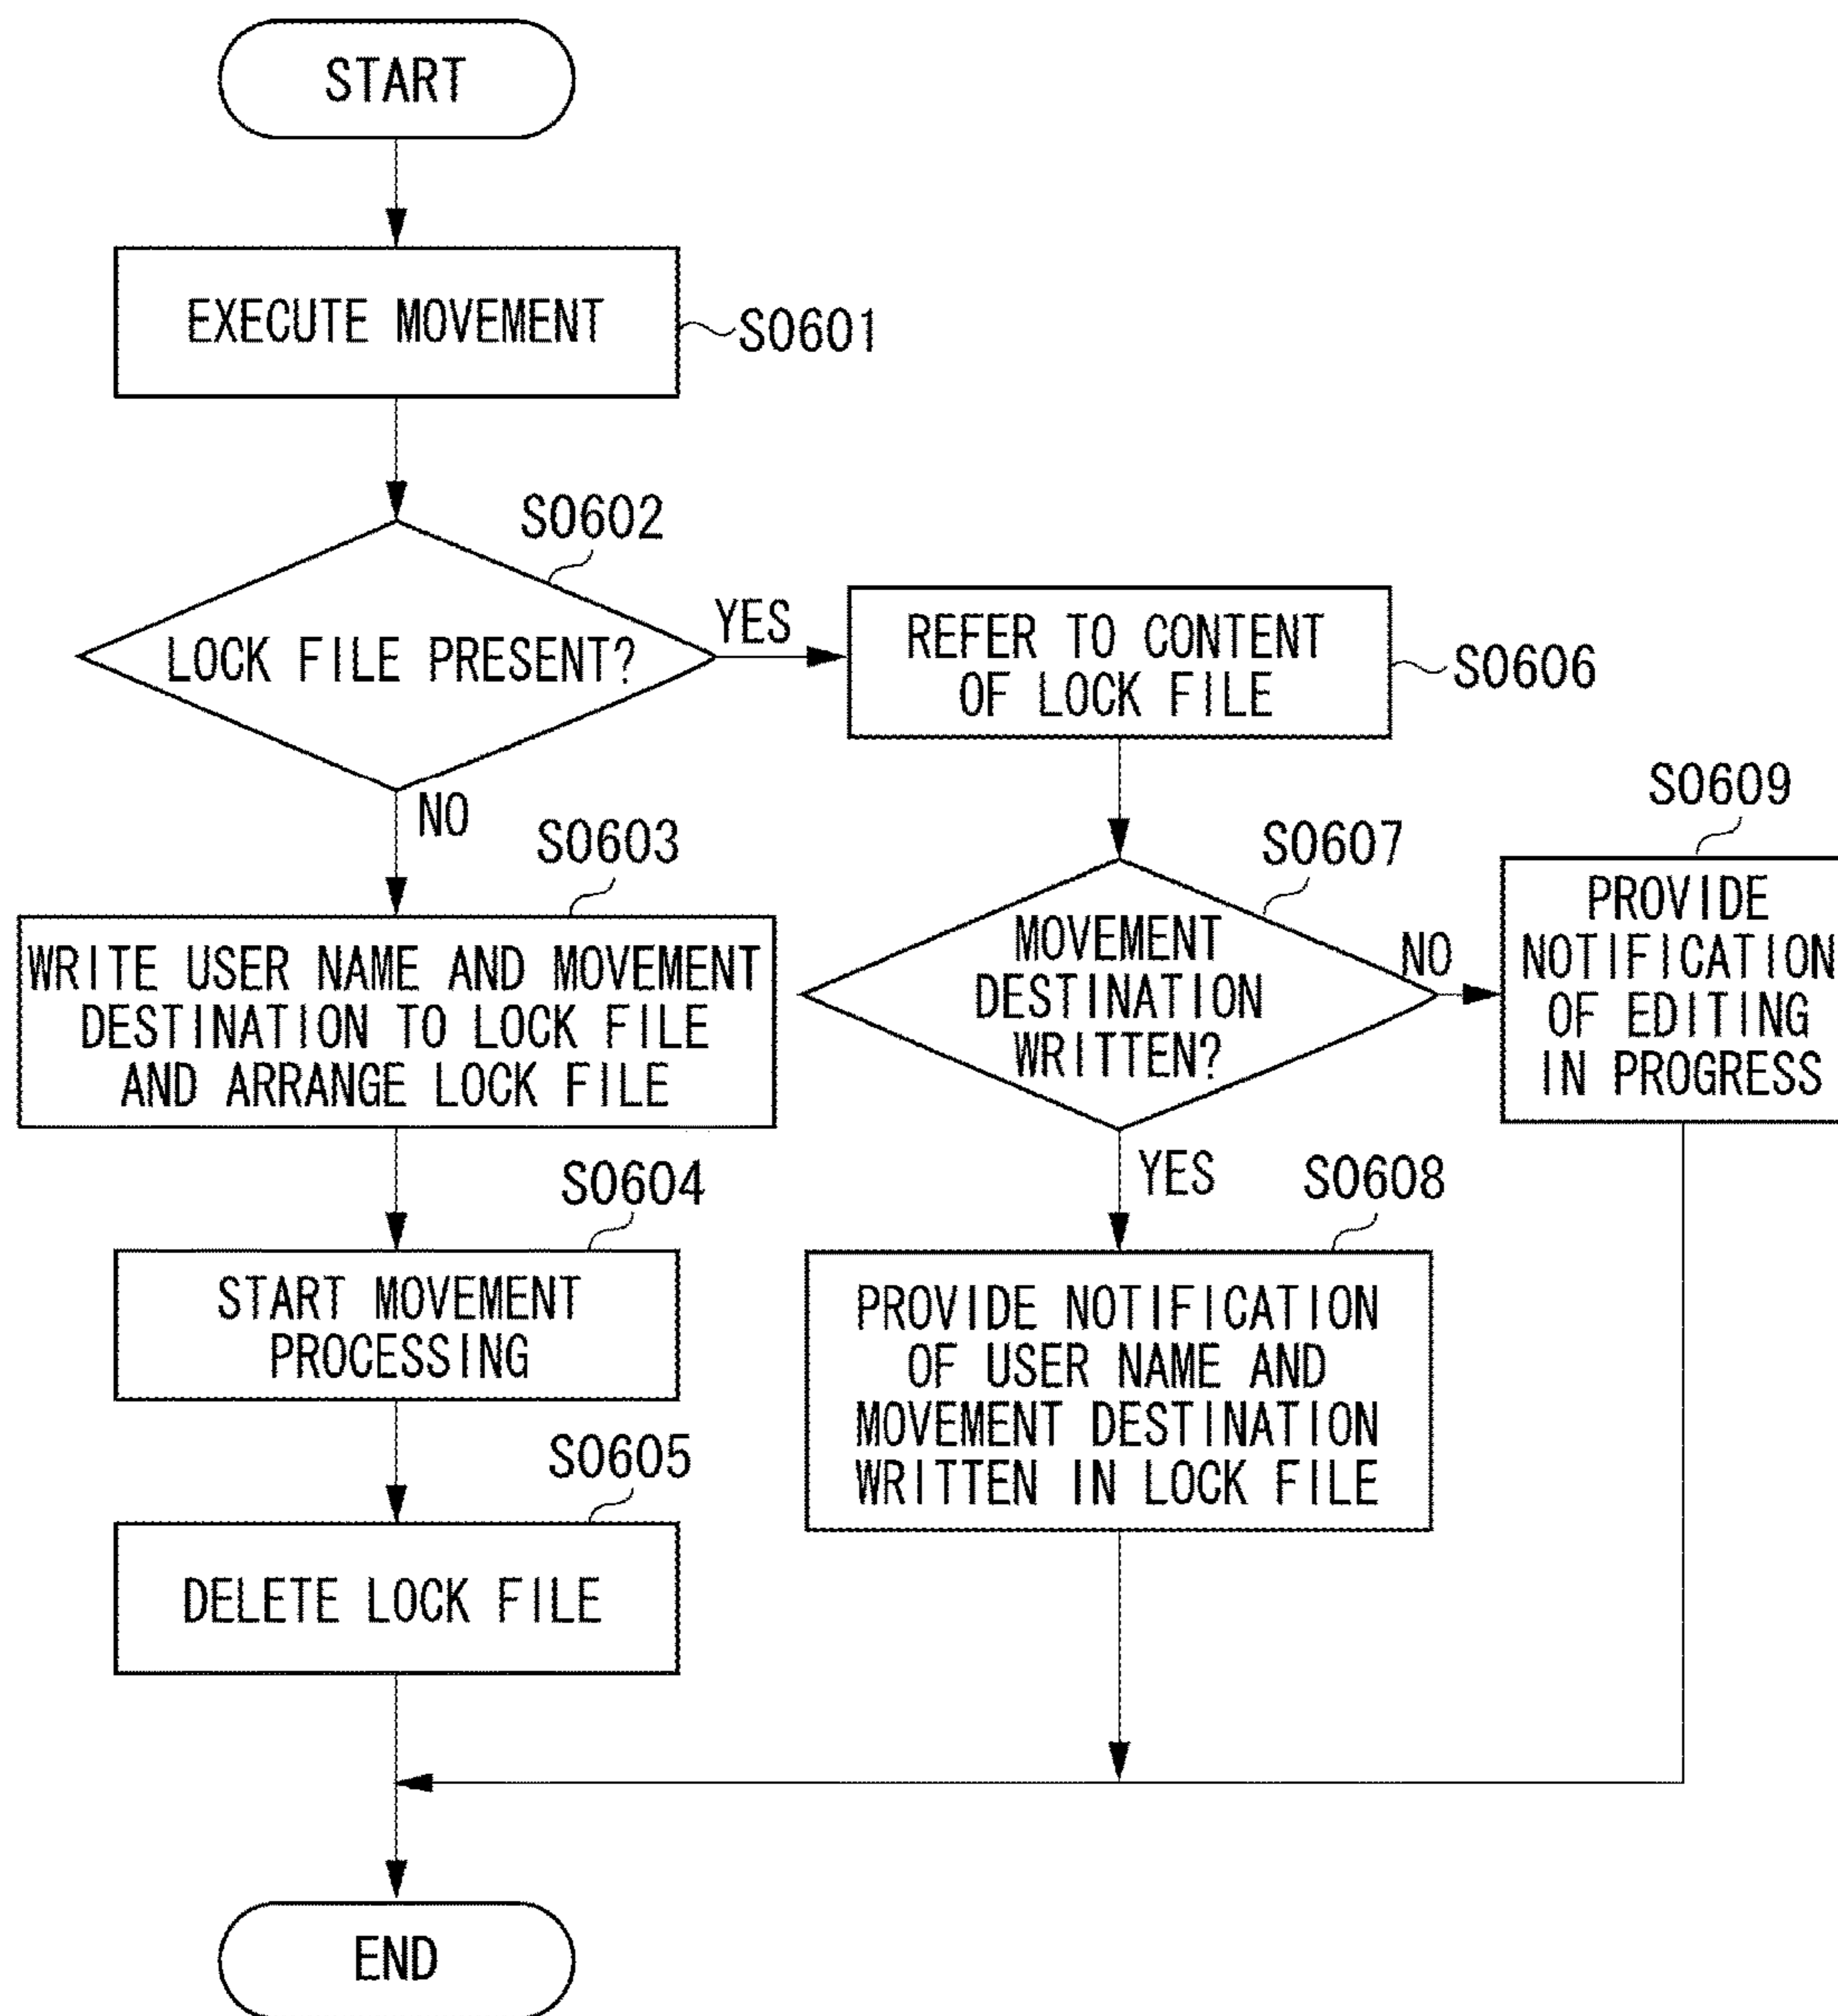 START
EXECUTE MOVEMENT
S0601
S0602
LOCK FILE PRESENT?
YES
NO
REFER TO CONTENT
OF LOCK FILE
S0606
S0603
WRITE USER NAME AND MOVEMENT
DESTINATION TO LOCK FILE
AND ARRANGE LOCK FILE
S0607
MOVEMENT
DESTINATION
WRITTEN?
NO
YES
S0609
PROVIDE
NOTIFICATION
OF EDITING
IN PROGRESS
S0604
START MOVEMENT
PROCESSING
S0608
PROVIDE NOTIFICATION
OF USER NAME AND
MOVEMENT DESTINATION
WRITTEN IN LOCK FILE
S0605
DELETE LOCK FILE
END